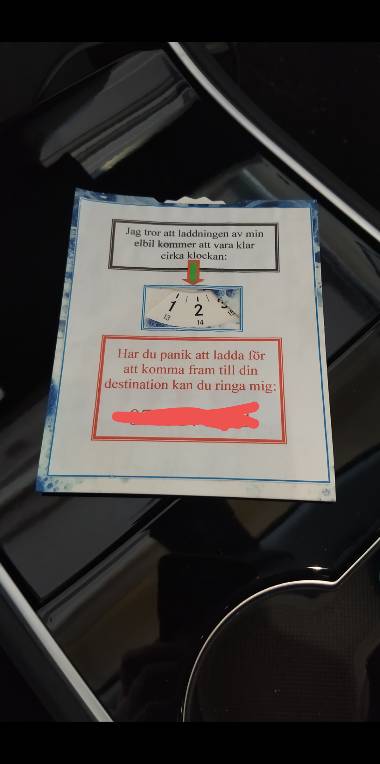 Jag tror att laddningen av min
elbil kommer att vara klar
cirka klockan:
1 2
13 14
Har du panik att ladda för
att komma fram till din
destination kan du ringa mig: